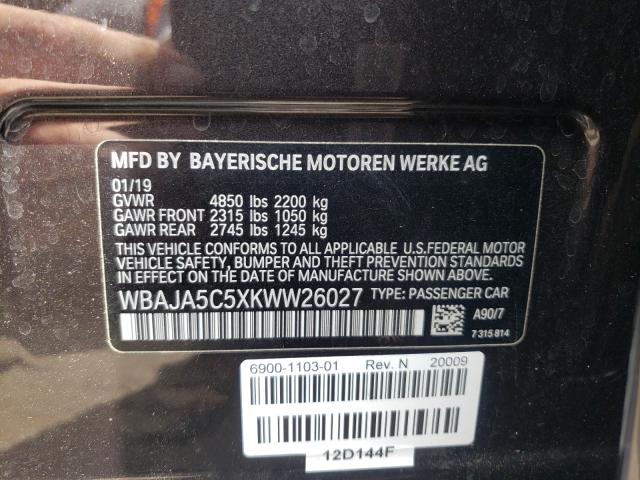 MFD BY BAYERISCHE MOTOREN WERKE AG
01/19
GVWR 4850 lbs 2200 kg
GAWR FRONT 2315 lbs 1050 kg
GAWR REAR 2745 lbs 1245 kg
THIS VEHICLE CONFORMS TO ALL APPLICABLE U.S.FEDERAL MOTOR
VEHICLE SAFETY, BUMPER AND THEFT PREVENTION STANDARDS
IN EFFECT ON THE DATE OF MANUFACTURE SHOWN ABOVE.
WBAJA5C5XKWW26027 TYPE: PASSENGER CAR
A90/7
7 315 814
6900-1103-01 Rev. N 20009
12D144F